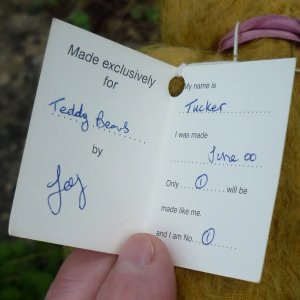 Made exclusively
for
Teddy Bears
by
My name is
Tucker
I was made
June 00
Only 1 will be
made like me.
and I am No. 1